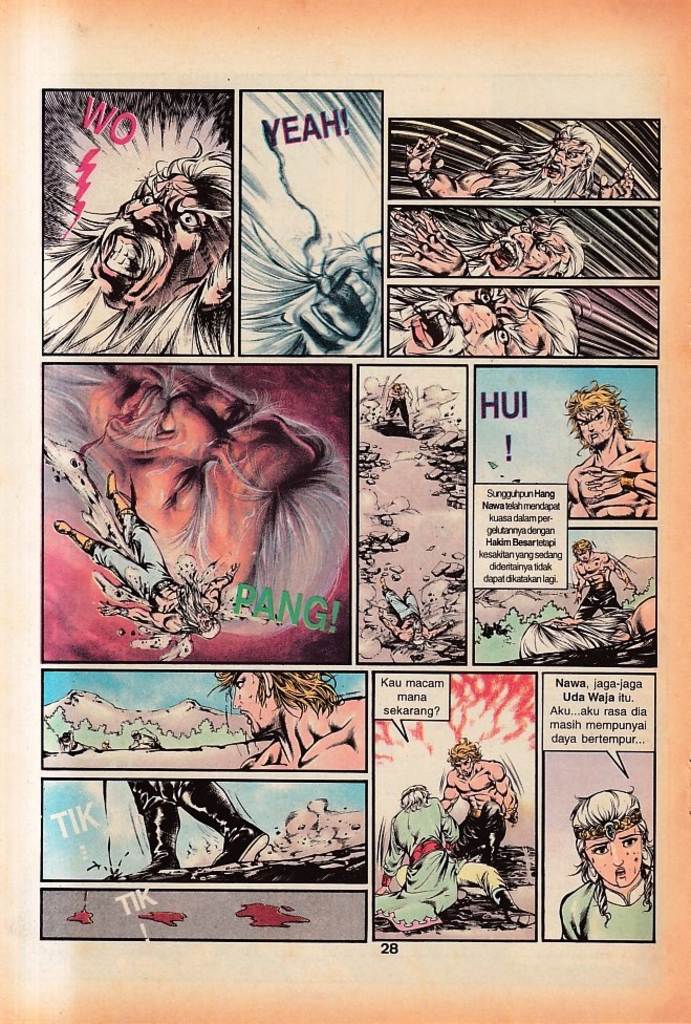 WO
YEAH!
PANG!
HUI
!
Sungguhpun Hang
Nawa telah mendapat
kuasa dalam per-
gelutannya dengan
Hakim Besar tetapi
kesakitan yang sedang
dideritainya tidak
dapat dikatakan lagi.
TIK
...
TIK
!
Kau macam
mana
sekarang?
Nawa, jaga-jaga
Uda Waja itu.
Aku...aku rasa dia
masih mempunyai
daya bertempur...
28